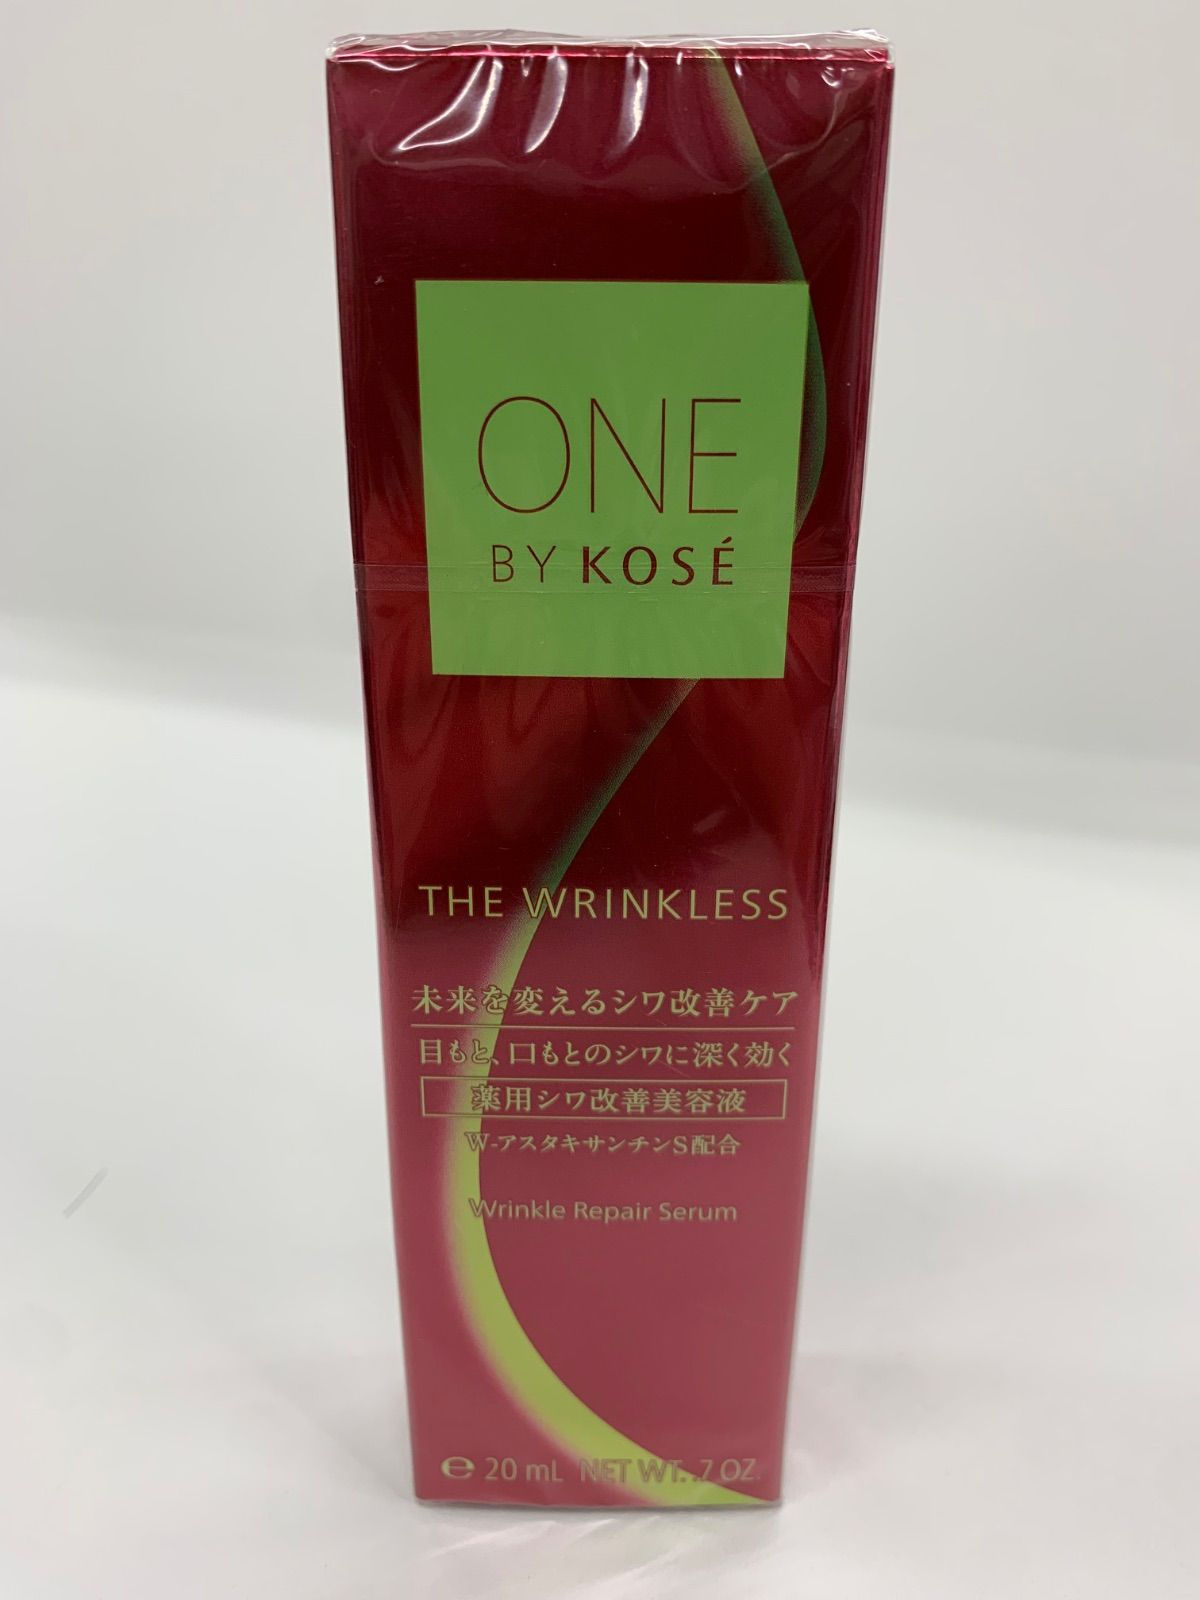 ONE
BY KOSÉ
THE WRINKLESS
未来を変えるシワ改善ケア
目もと、口もとのシワに深く効く
薬用シワ改善美容液
W-アスタキサンチンS配合
Wrinkle Repair Serum
℮ 20 mL NET WT. .7 OZ.